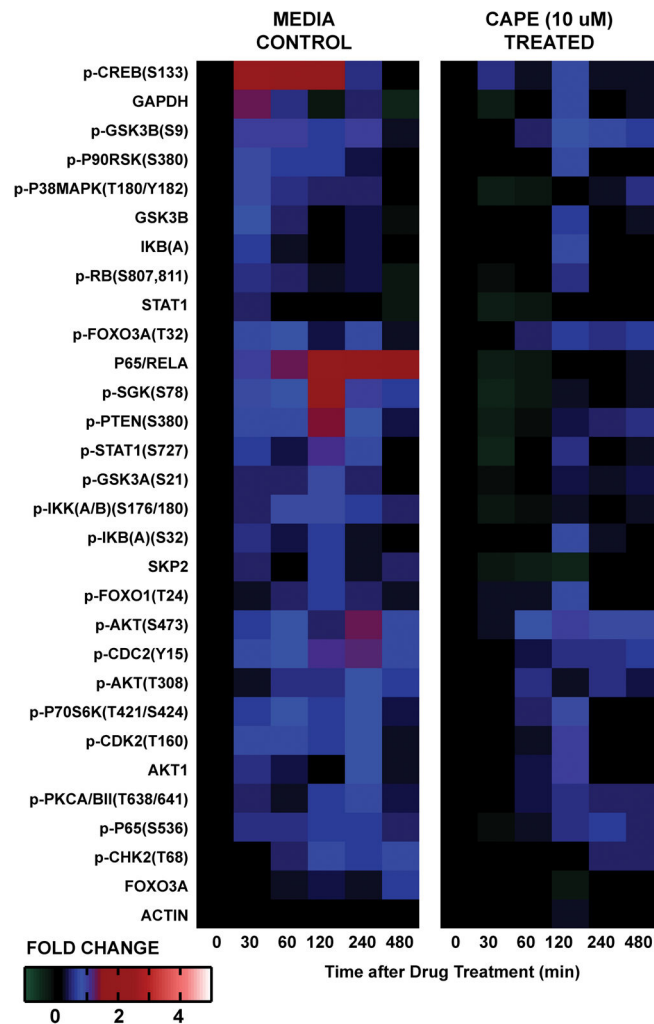 MEDIA
CONTROL
CAPE (10 uM)
TREATED
p-CREB(S133)
GAPDH
p-GSK3B(S9)
p-P90RSK(S380)
p-P38MAPK(T180/Y182)
GSK3B
IKB(A)
p-RB(S807,811)
STAT1
p-FOXO3A(T32)
P65/RELA
p-SGK(S78)
p-PTEN(S380)
p-STAT1(S727)
p-GSK3A(S21)
p-IKK(A/B)(S176/180)
p-IKB(A)(S32)
SKP2
p-FOXO1(T24)
p-AKT(S473)
p-CDC2(Y15)
p-AKT(T308)
p-P70S6K(T421/S424)
p-CDK2(T160)
AKT1
p-PKCA/BII(T638/641)
p-P65(S536)
p-CHK2(T68)
FOXO3A
ACTIN
0 30 60 120 240 480 0 30 60 120 240 480
FOLD CHANGE
Time after Drug Treatment (min)
0 2 4